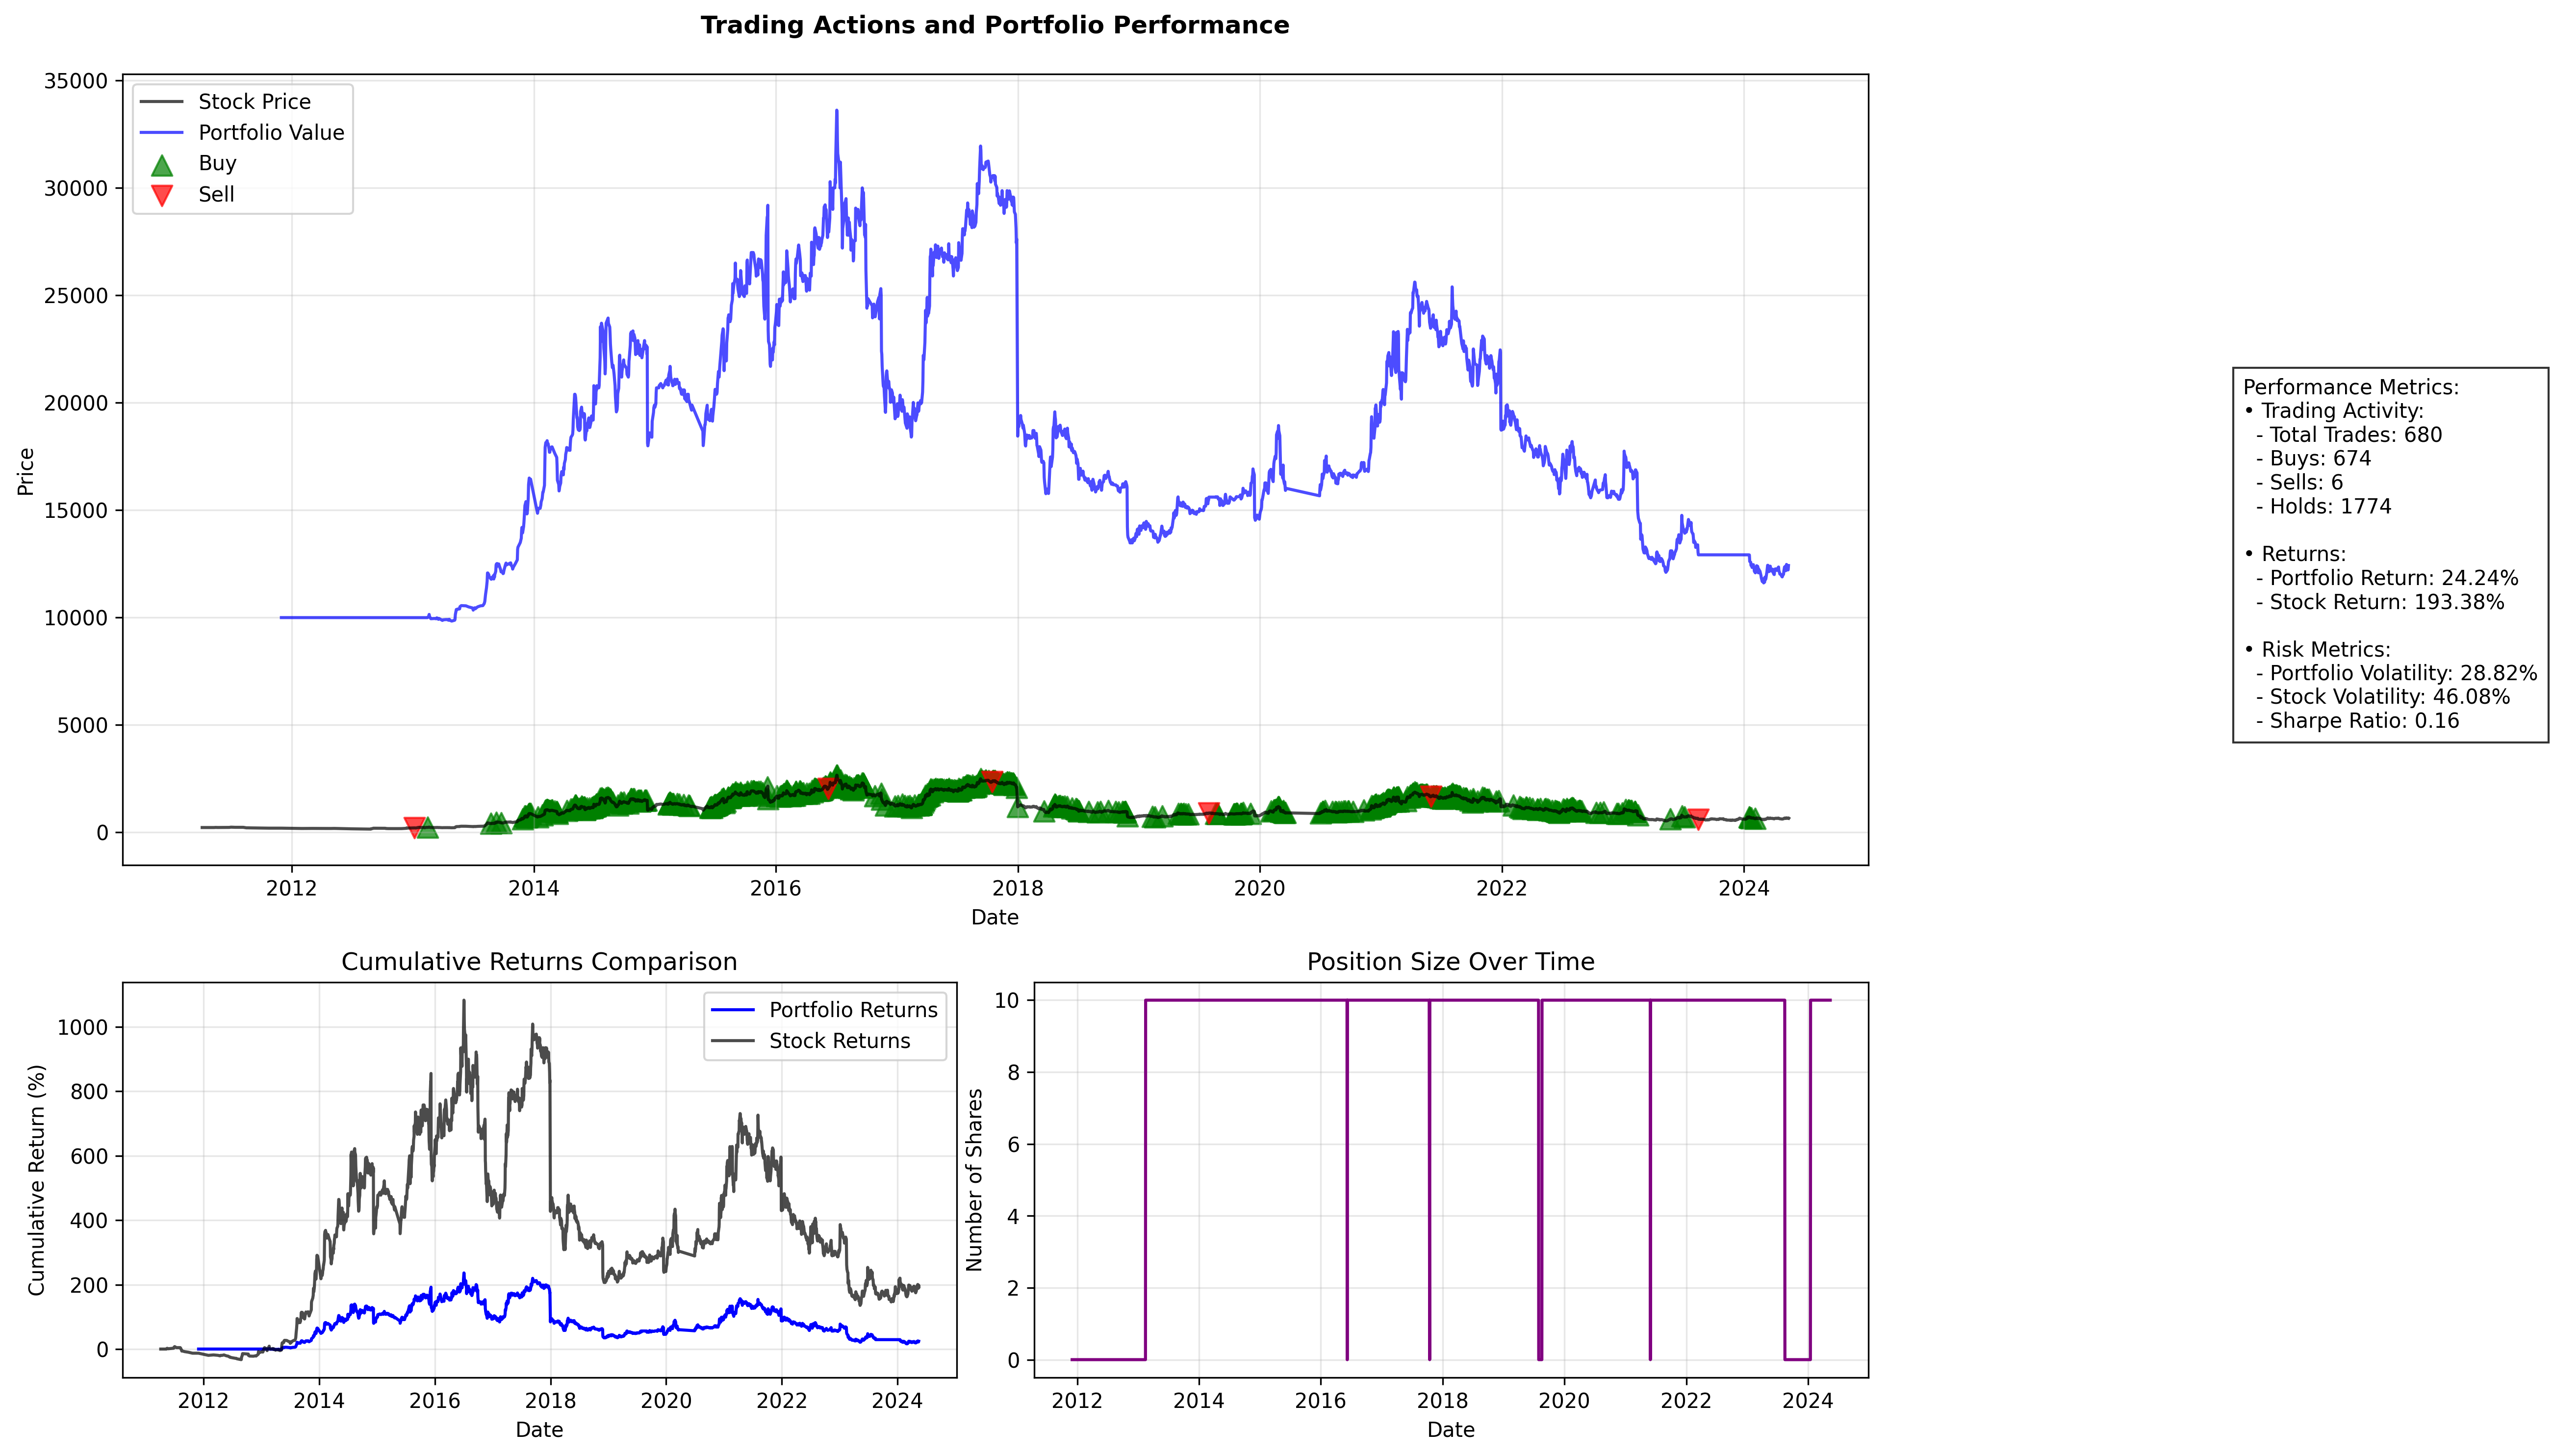 Trading Actions and Portfolio Performance
35000
30000
25000
20000
15000
10000
5000
0
Price
Stock Price
Portfolio Value
Buy
Sell
2012 2014 2016 2018 2020 2022 2024
Date
Performance Metrics:
• Trading Activity:
- Total Trades: 680
- Buys: 674
- Sells: 6
- Holds: 1774
• Returns:
- Portfolio Return: 24.24%
- Stock Return: 193.38%
• Risk Metrics:
- Portfolio Volatility: 28.82%
- Stock Volatility: 46.08%
- Sharpe Ratio: 0.16
Cumulative Returns Comparison
1000
800
600
400
200
0
Cumulative Return (%)
Portfolio Returns
Stock Returns
2012 2014 2016 2018 2020 2022 2024
Date
Position Size Over Time
10
8
6
4
2
0
Number of Shares
2012 2014 2016 2018 2020 2022 2024
Date